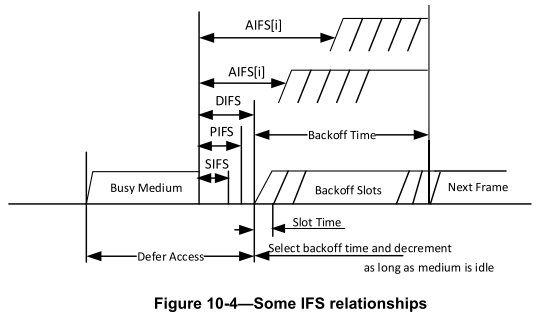 AIFS[i]
AIFS[i]
DIFS
PIFS
Backoff Time
SIFS
Busy Medium
Backoff Slots
Next Frame
Slot Time
Defer Access
Select backoff time and decrement
as long as medium is idle
Figure 10-4—Some IFS relationships